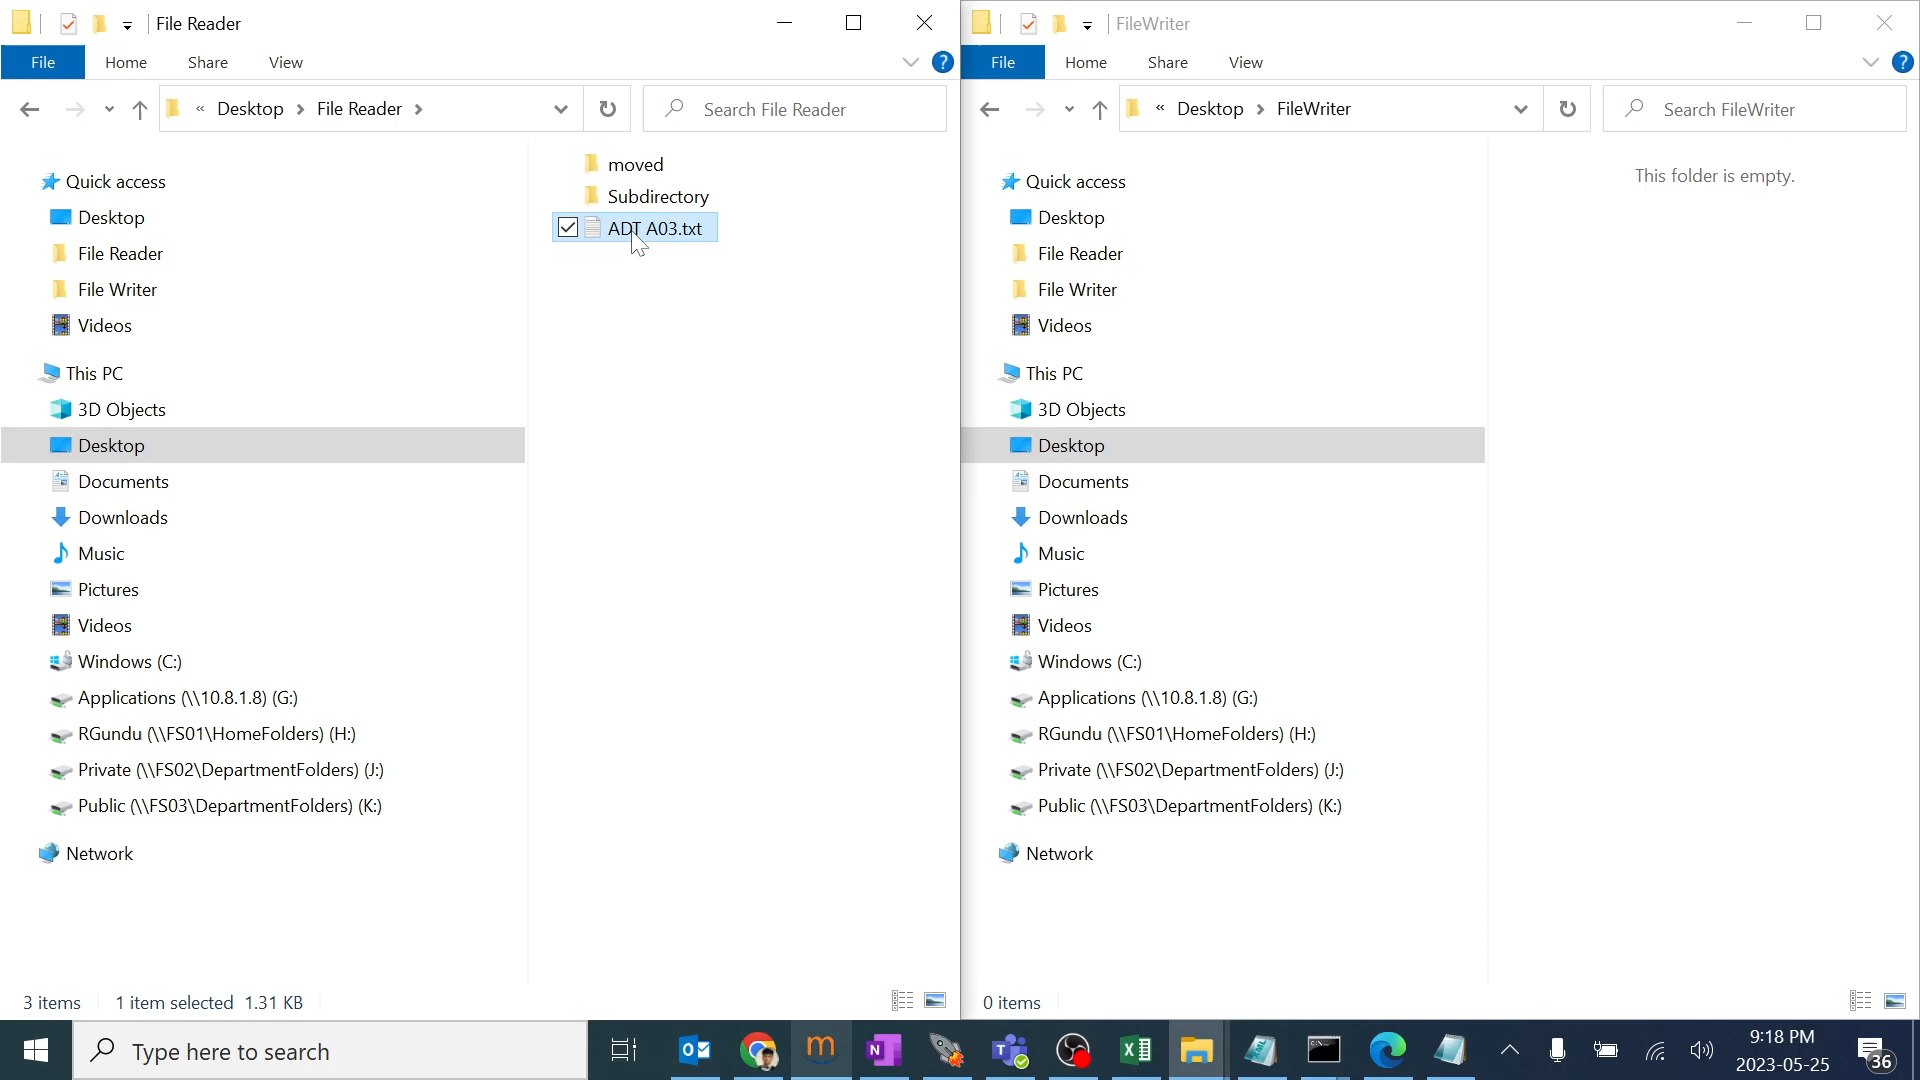 File Reader
File Home Share View
« Desktop > File Reader > Search File Reader
Quick access
Desktop
File Reader
File Writer
Videos
This PC
3D Objects
Desktop
Documents
Downloads
Music
Pictures
Videos
Windows (C:)
Applications (\\10.8.1.8) (G:)
RGundu (\\FS01\HomeFolders) (H:)
Private (\\FS02\DepartmentFolders) (J:)
Public (\\FS03\DepartmentFolders) (K:)
Network
moved
Subdirectory
ADT A03.txt
3 items 1 item selected 1.31 KB
FileWriter
File Home Share View
« Desktop > FileWriter Search FileWriter
Quick access
Desktop
File Reader
File Writer
Videos
This PC
3D Objects
Desktop
Documents
Downloads
Music
Pictures
Videos
Windows (C:)
Applications (\\10.8.1.8) (G:)
RGundu (\\FS01\HomeFolders) (H:)
Private (\\FS02\DepartmentFolders) (J:)
Public (\\FS03\DepartmentFolders) (K:)
Network
This folder is empty.
0 items
Type here to search
9:18 PM
2023-05-25
36